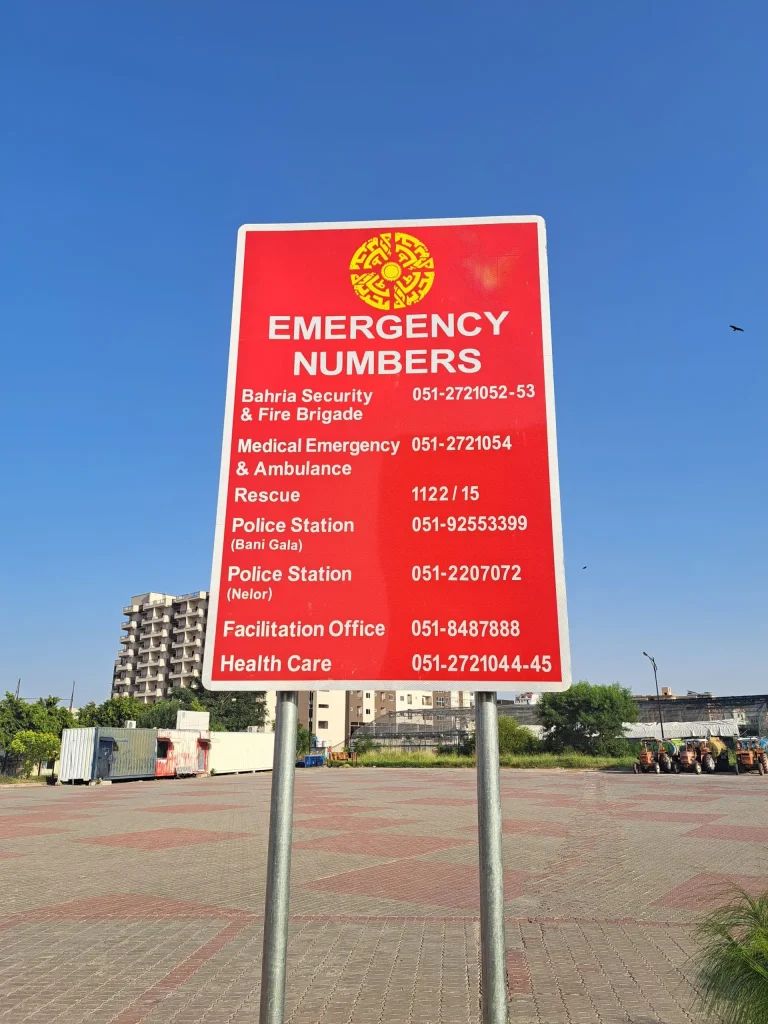 EMERGENCY
NUMBERS
Bahria Security 051-2721052-53
& Fire Brigade
Medical Emergency 051-2721054
& Ambulance
Rescue 1122 / 15
Police Station 051-92553399
(Bani Gala)
Police Station 051-2207072
(Nelor)
Facilitation Office 051-8487888
Health Care 051-2721044-45